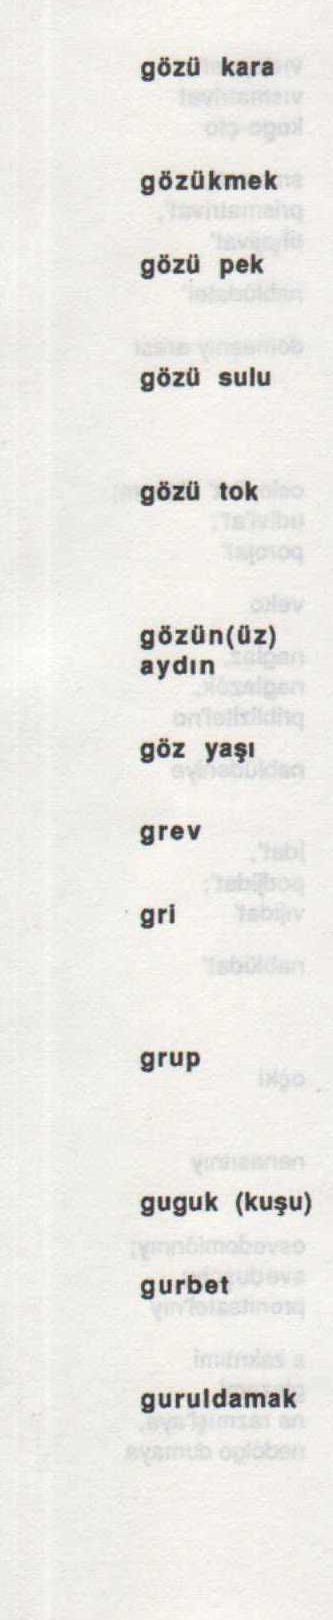 gözü kara
gözükmek
gözü pek
gözü sulu
gözü tok
gözün(üz)
aydın
göz yaşı
grev
gri
grup
guguk (kuşu)
gurbet
guruldamak